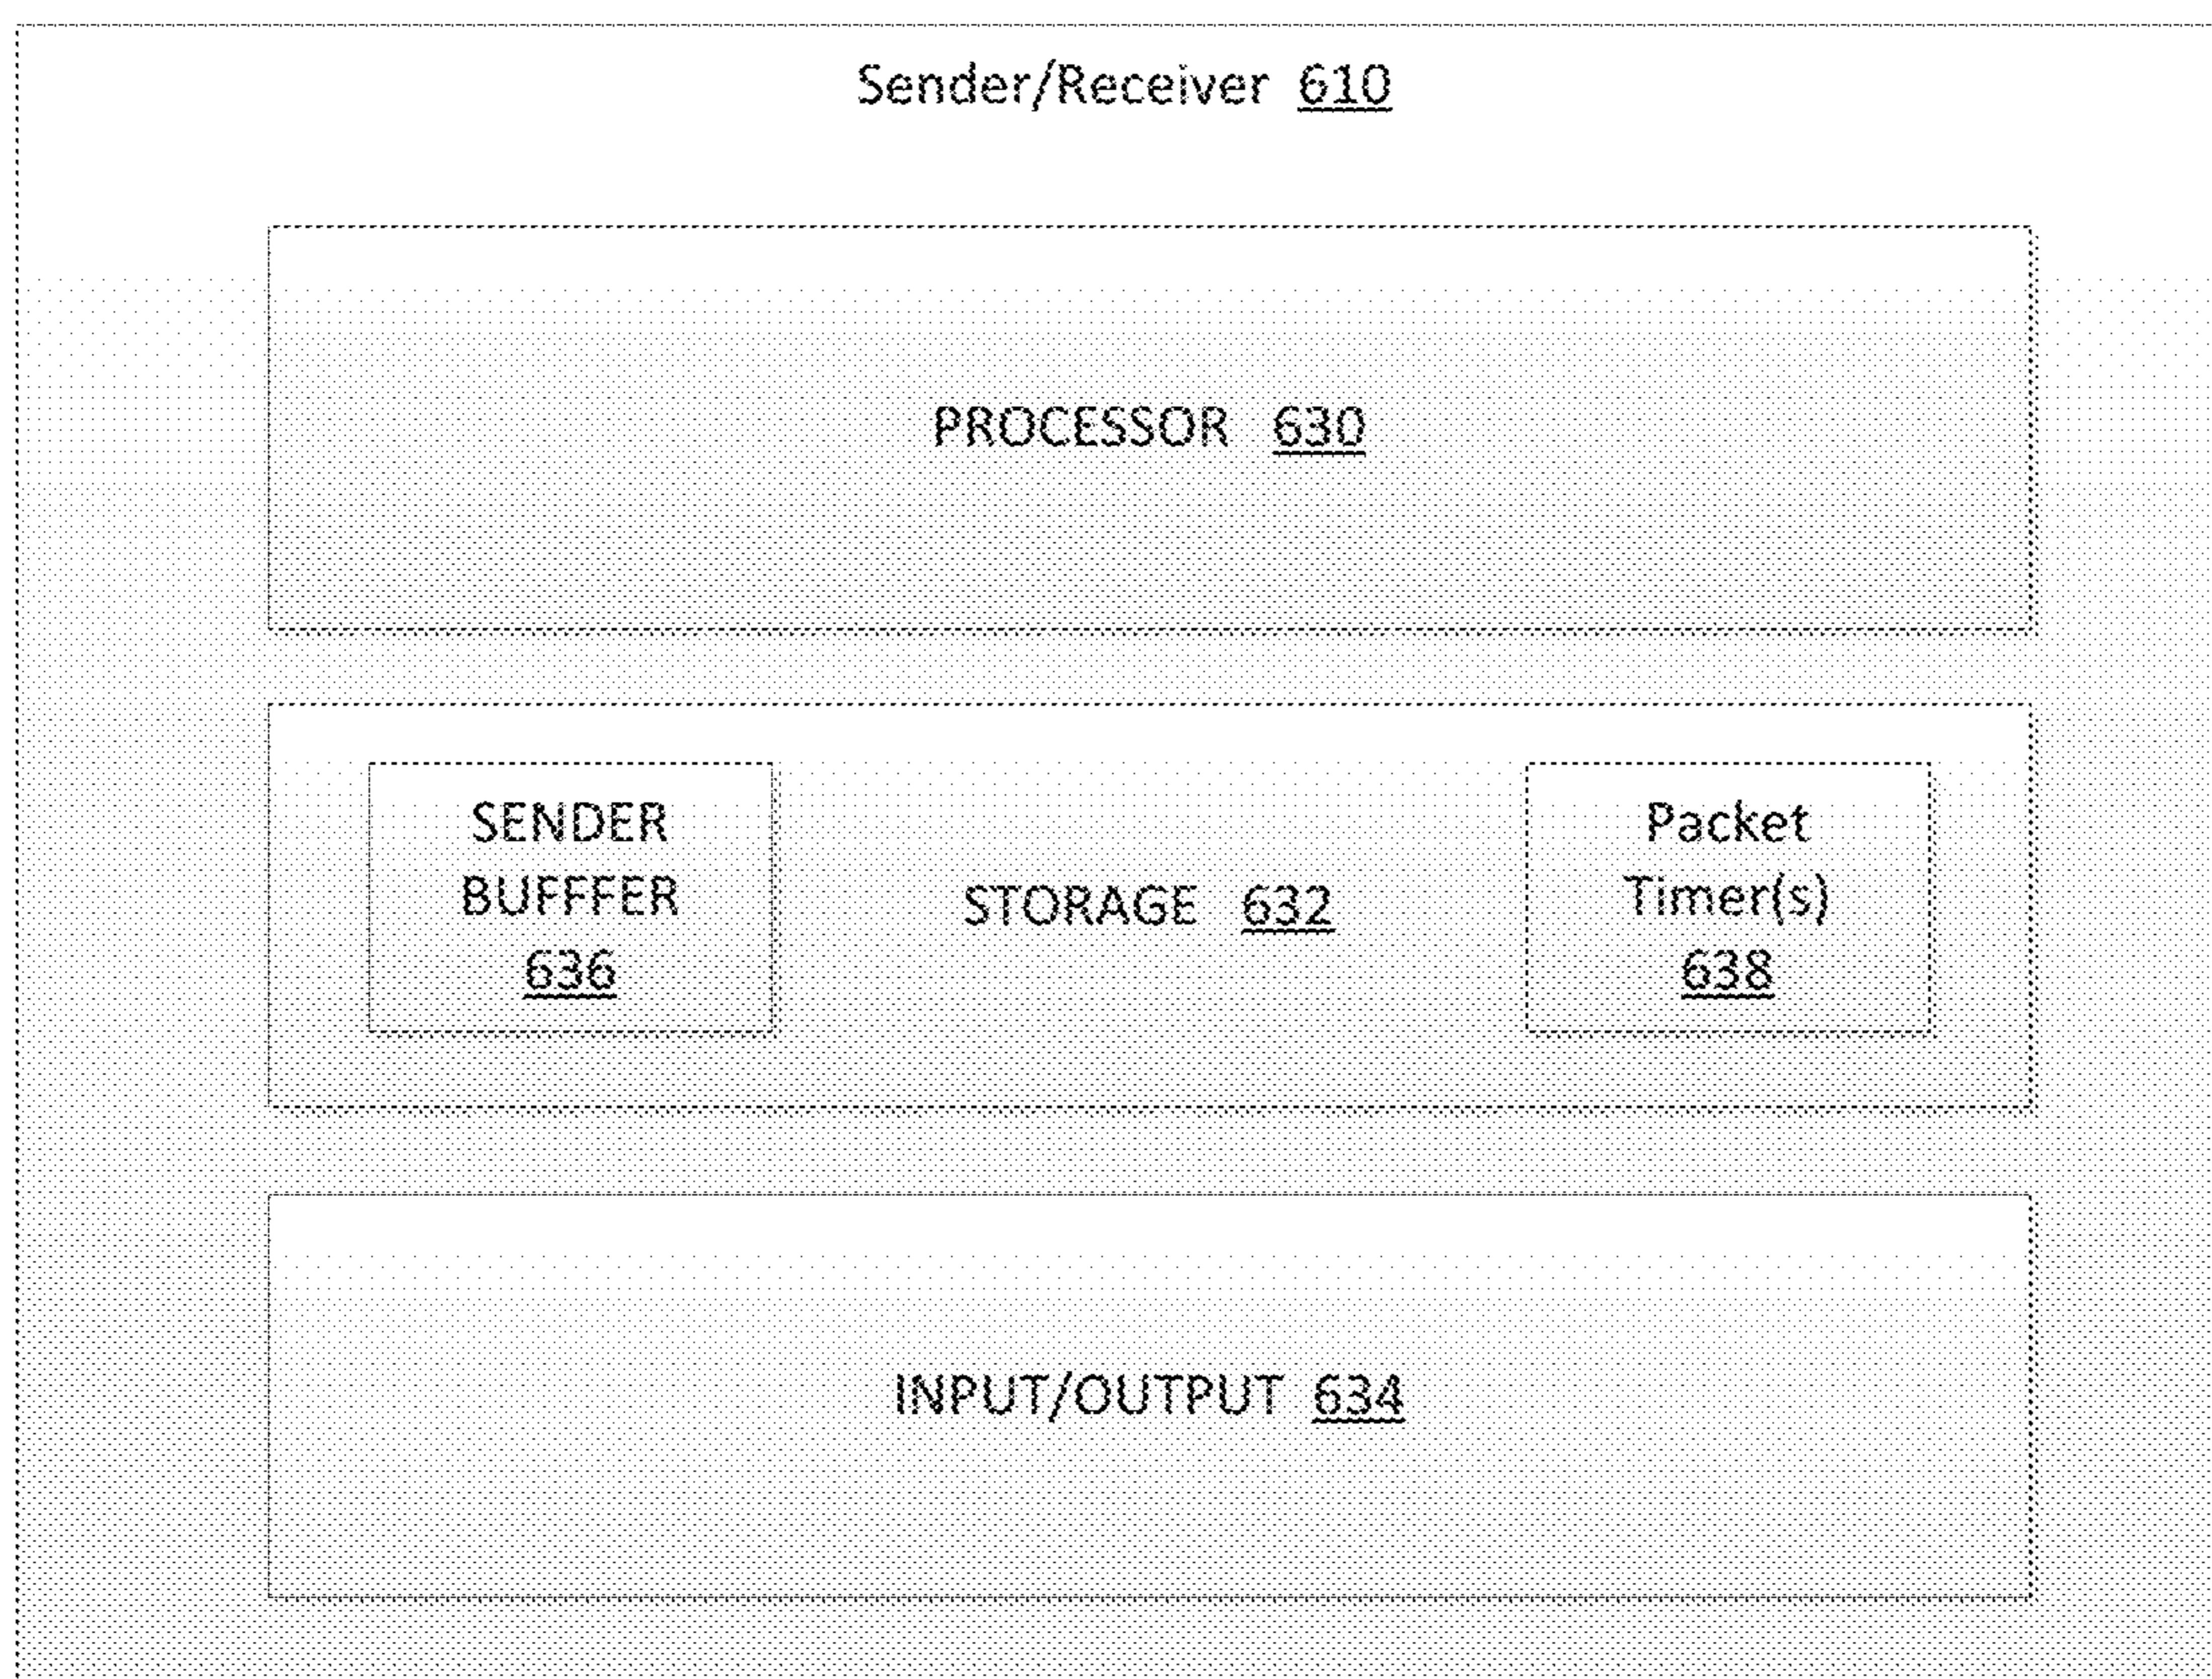 Sender/Receiver 610
PROCESSOR 630
SENDER
BUFFFER
636
STORAGE 632
Packet
Timer(s)
638
INPUT/OUTPUT 634